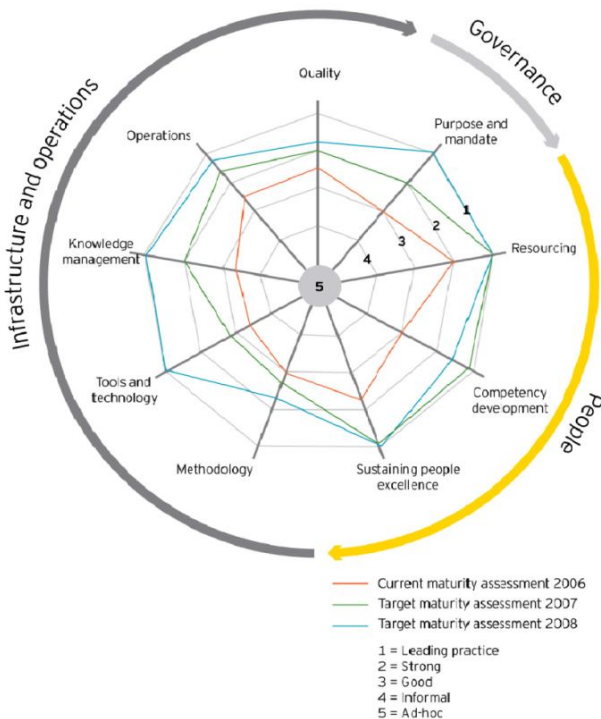 Governance
Quality
Infrastructure and operations
Operations
Purpose and
mandate
1
2
3
4
5
Knowledge
management
Resourcing
Tools and
technology
Competency
development
People
Methodology
Sustaining people
excellence
Current maturity assessment 2006
Target maturity assessment 2007
Target maturity assessment 2008
1 = Leading practice
2 = Strong
3 = Good
4 = Informal
5 = Ad-hoc